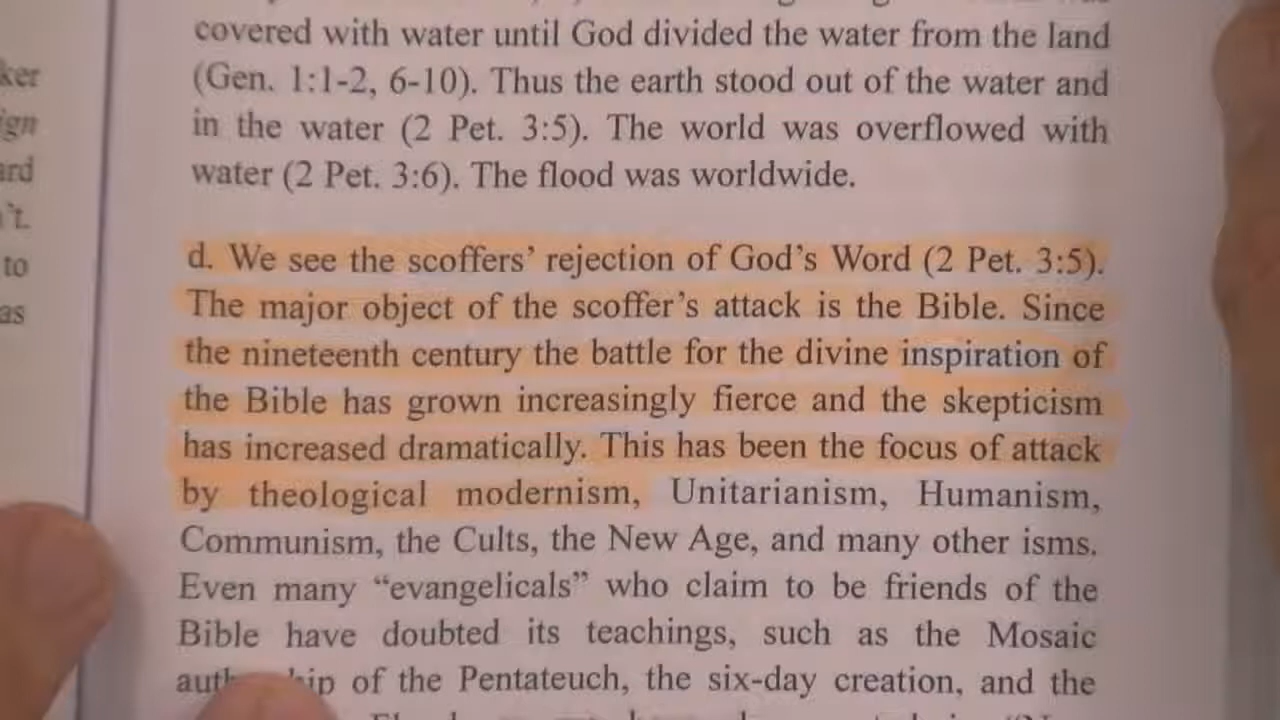 covered with water until God divided the water from the land
(Gen. 1:1-2, 6-10). Thus the earth stood out of the water and
in the water (2 Pet. 3:5). The world was overflowed with
water (2 Pet. 3:6). The flood was worldwide.
d. We see the scoffers’ rejection of God’s Word (2 Pet. 3:5).
The major object of the scoffer’s attack is the Bible. Since
the nineteenth century the battle for the divine inspiration of
the Bible has grown increasingly fierce and the skepticism
has increased dramatically. This has been the focus of attack
by theological modernism, Unitarianism, Humanism,
Communism, the Cults, the New Age, and many other isms.
Even many “evangelicals” who claim to be friends of the
Bible have doubted its teachings, such as the Mosaic
of the Pentateuch, the six-day creation, and the
to
as